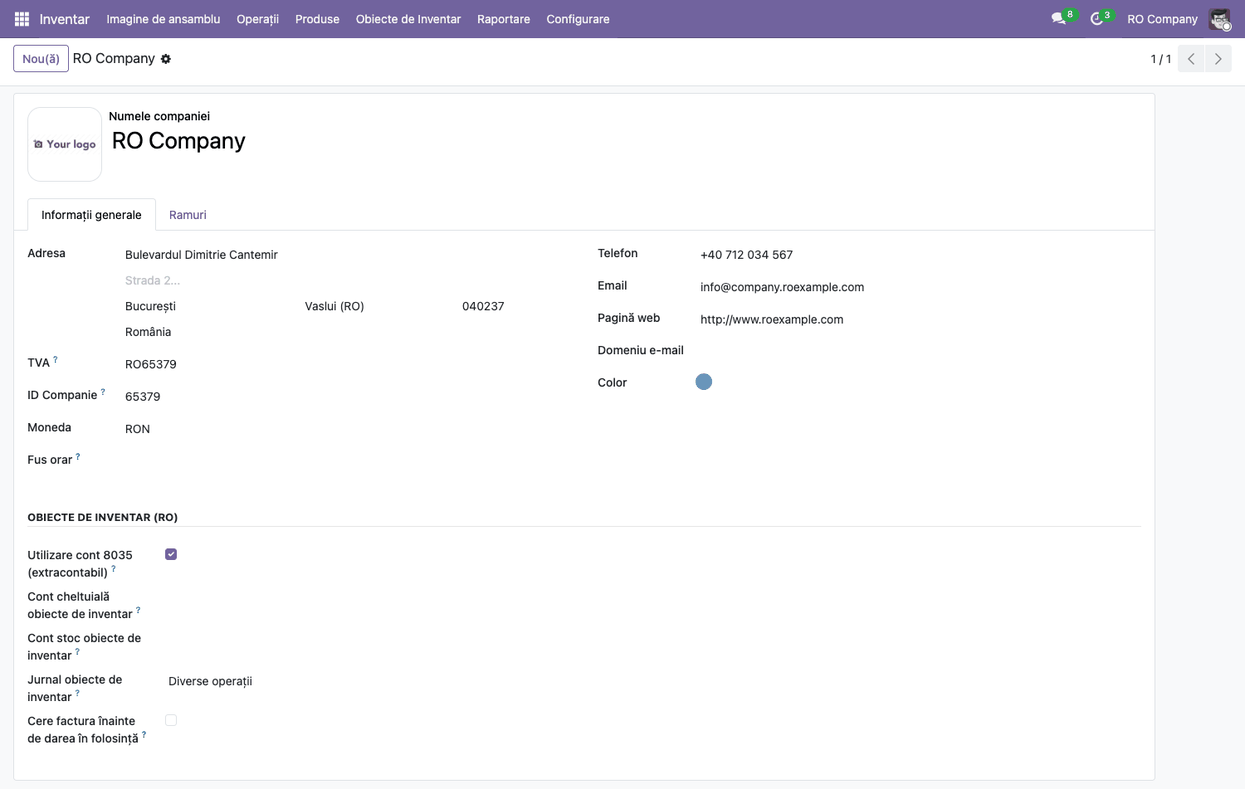 Inventar Imagine de ansamblu Operații Produse Obiecte de Inventar Raportare Configurare 8 3 RO Company
Nou(ă) RO Company 1 / 1
Your logo
Numele companiei
RO Company
Informații generale Ramuri
Adresa Bulevardul Dimitrie Cantemir
Strada 2...
București Vaslui (RO) 040237
România
TVA ? RO65379
ID Companie ? 65379
Moneda RON
Fus orar ?
Telefon +40 712 034 567
Email info@company.roexample.com
Pagină web http://www.roexample.com
Domeniu e-mail
Color
OBIECTE DE INVENTAR (RO)
Utilizare cont 8035
(extracontabil) ?
Cont cheltuială
obiecte de inventar ?
Cont stoc obiecte de
inventar ?
Jurnal obiecte de
inventar ?
Diverse operații
Cere factura înainte
de darea în folosință ?